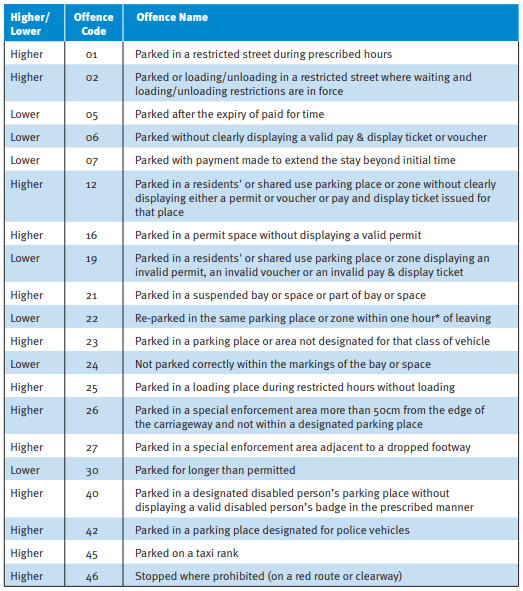 Higher/ Lower Offence Code Offence Name
Higher 01 Parked in a restricted street during prescribed hours
Higher 02 Parked or loading/unloading in a restricted street where waiting and
loading/unloading restrictions are in force
Lower 05 Parked after the expiry of paid for time
Lower 06 Parked without clearly displaying a valid pay & display ticket or voucher
Lower 07 Parked with payment made to extend the stay beyond initial time
Higher 12 Parked in a residents' or shared use parking place or zone without clearly
displaying either a permit or voucher or pay and display ticket issued for
that place
Higher 16 Parked in a permit space without displaying a valid permit
Lower 19 Parked in a residents' or shared use parking place or zone displaying an
invalid permit, an invalid voucher or an invalid pay & display ticket
Higher 21 Parked in a suspended bay or space or part of bay or space
Lower 22 Re-parked in the same parking place or zone within one hour* of leaving
Higher 23 Parked in a parking place or area not designated for that class of vehicle
Lower 24 Not parked correctly within the markings of the bay or space
Higher 25 Parked in a loading place during restricted hours without loading
Higher 26 Parked in a special enforcement area more than 50cm from the edge of
the carriageway and not within a designated parking place
Higher 27 Parked in a special enforcement area adjacent to a dropped footway
Lower 30 Parked for longer than permitted
Higher 40 Parked in a designated disabled person's parking place without
displaying a valid disabled person's badge in the prescribed manner
Higher 42 Parked in a parking place designated for police vehicles
Higher 45 Parked on a taxi rank
Higher 46 Stopped where prohibited (on a red route or clearway)